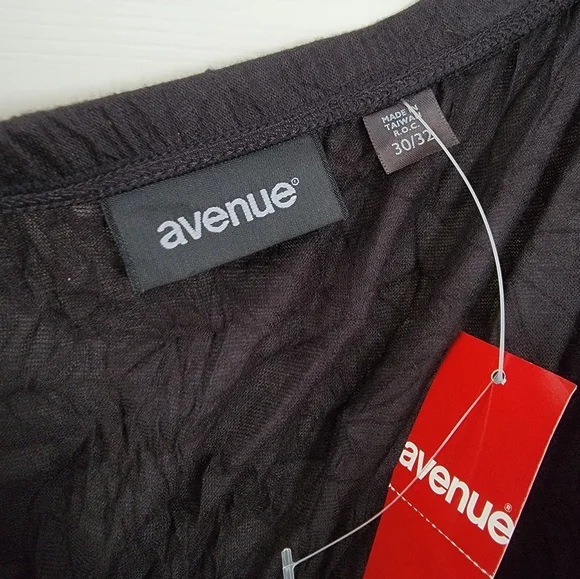 avenue®
MADE IN
TAIWAN
R.O.C.
30/32
avenue®